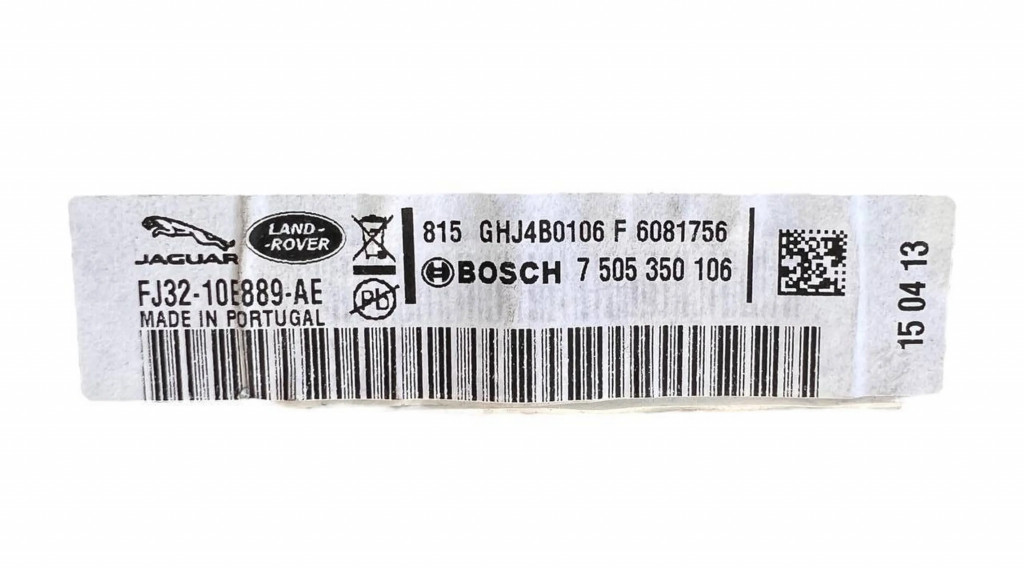 JAGUAR
LAND-
-ROVER
FJ32-10E889-AE
MADE IN PORTUGAL
Pb
815 GHJ4B0106 F 6081756
BOSCH 7 505 350 106
15 04 13